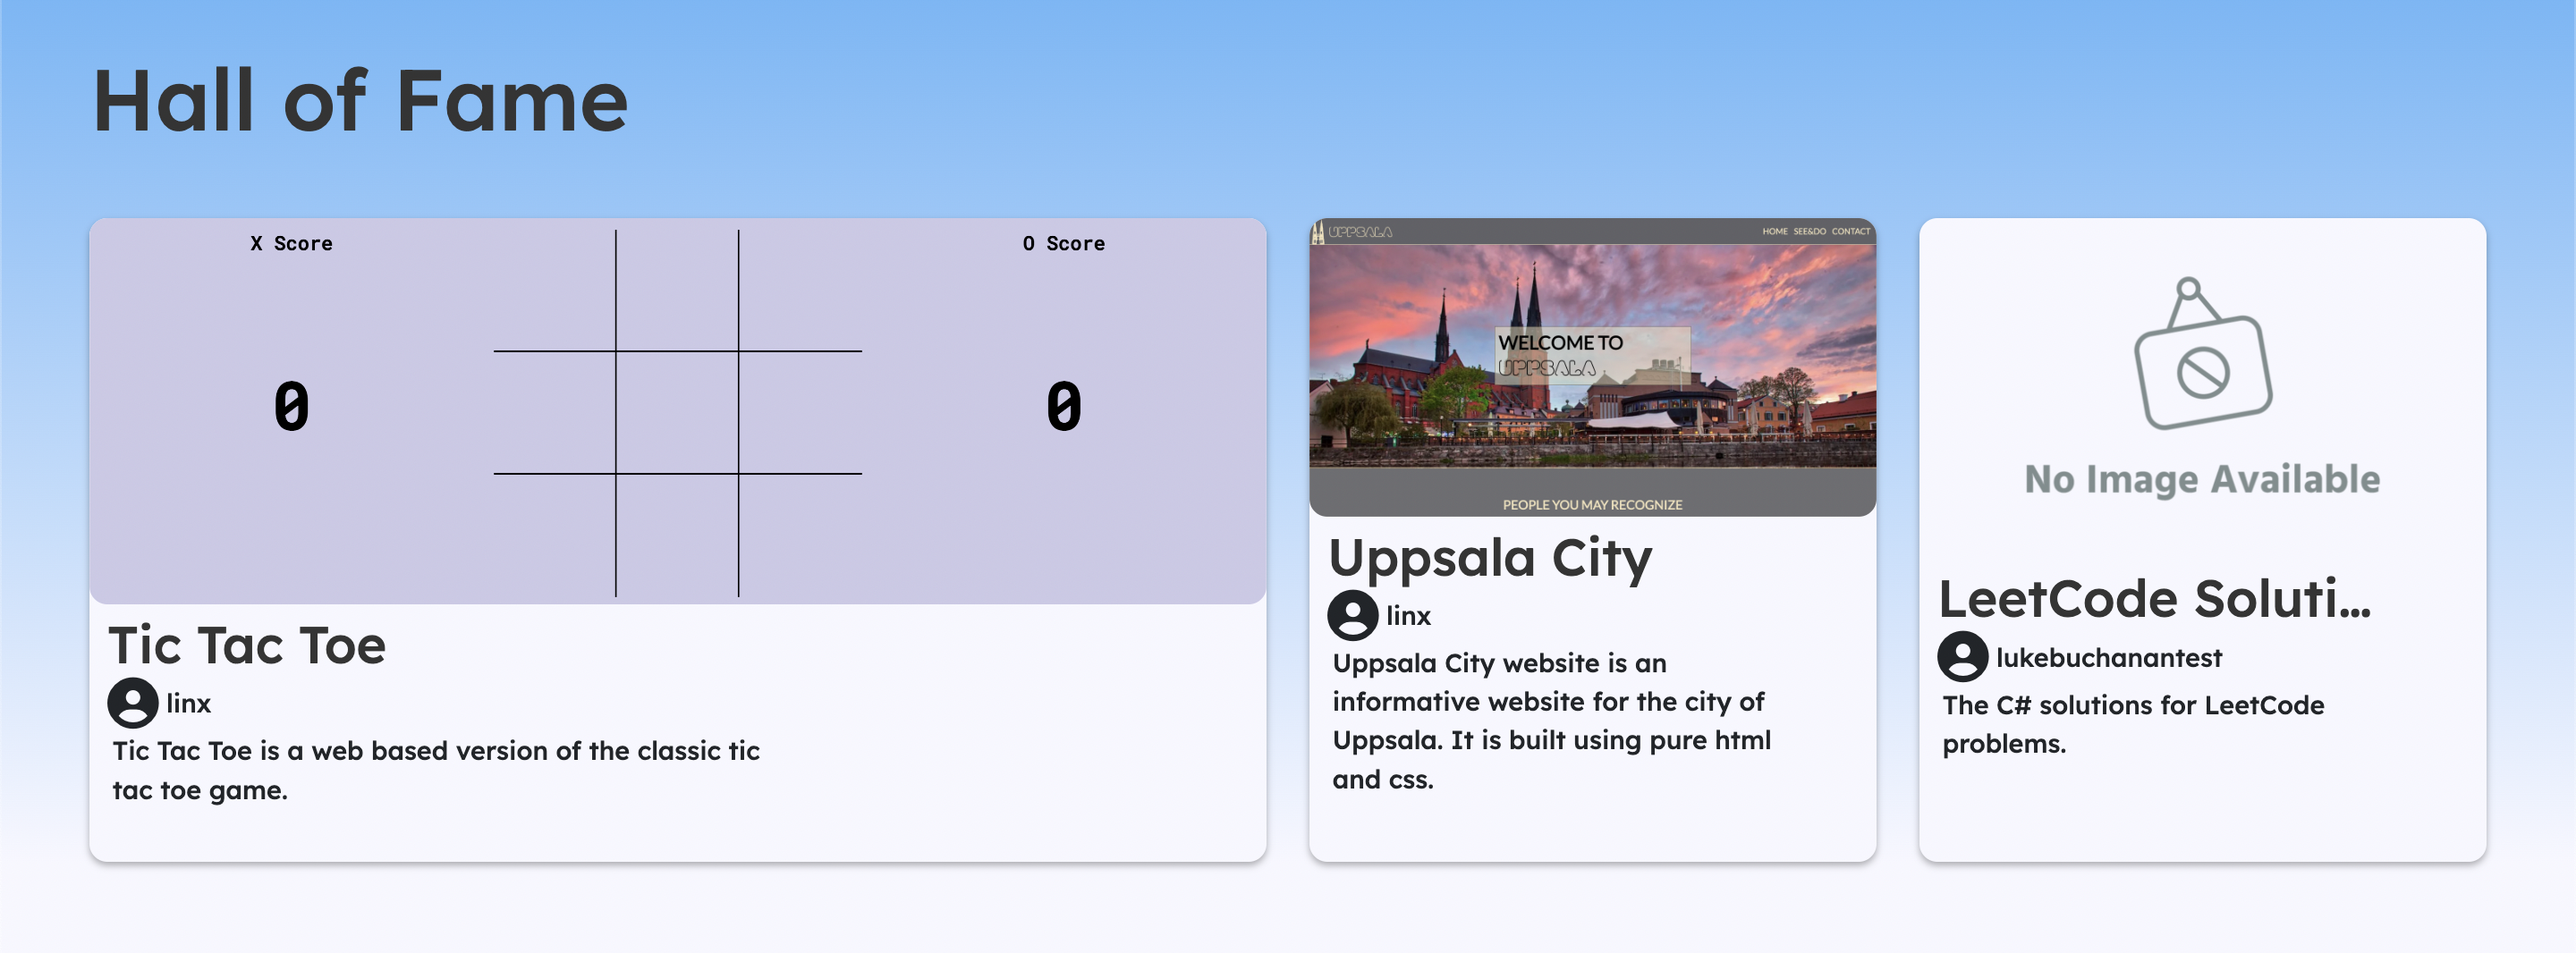 Hall of Fame
X Score
O Score
0
0
Tic Tac Toe
linx
Tic Tac Toe is a web based version of the classic tic
tac toe game.
UPPSALA
HOME SEE&DO CONTACT
WELCOME TO
UPPSALA
PEOPLE YOU MAY RECOGNIZE
Uppsala City
linx
Uppsala City website is an
informative website for the city of
Uppsala. It is built using pure html
and css.
No Image Available
LeetCode Soluti...
lukebuchanantest
The C# solutions for LeetCode
problems.